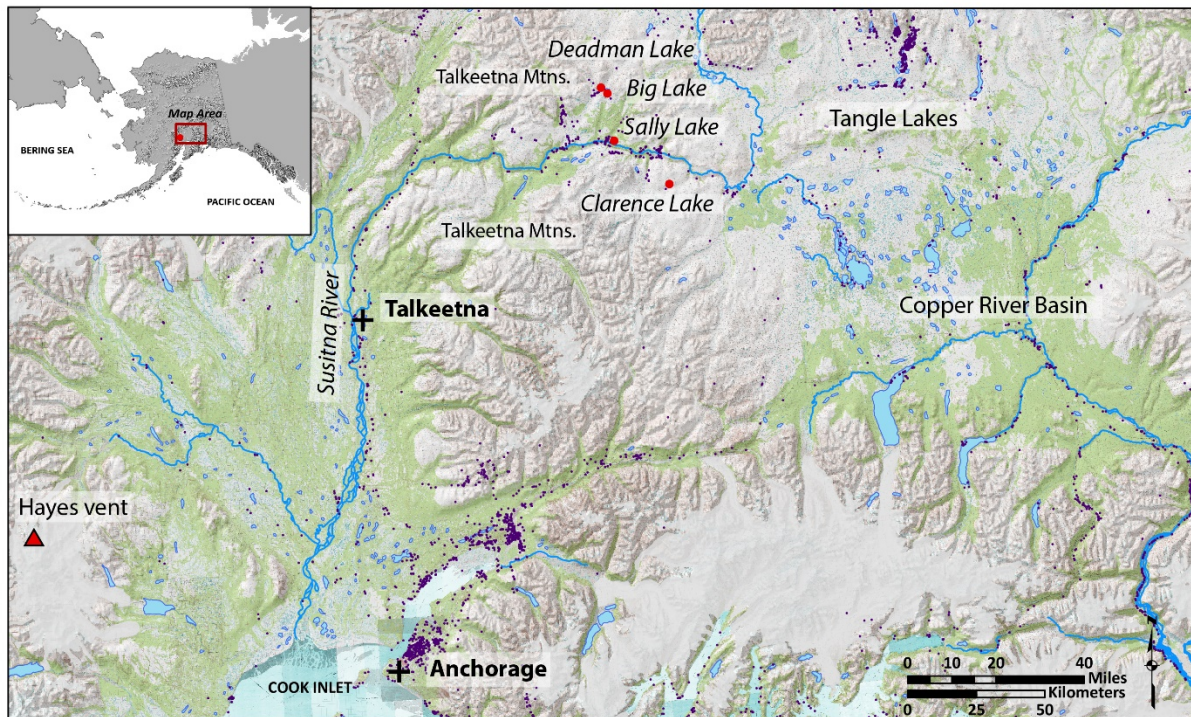 Map Area
BERING SEA
PACIFIC OCEAN
Deadman Lake
Talkeetna Mtns.
Big Lake
Sally Lake
Tangle Lakes
Clarence Lake
Talkeetna Mtns.
Susitna River
Talkeetna
Copper River Basin
Hayes vent
Anchorage
COOK INLET
0 5 10 20 40
Miles
Kilometers
0 25 50